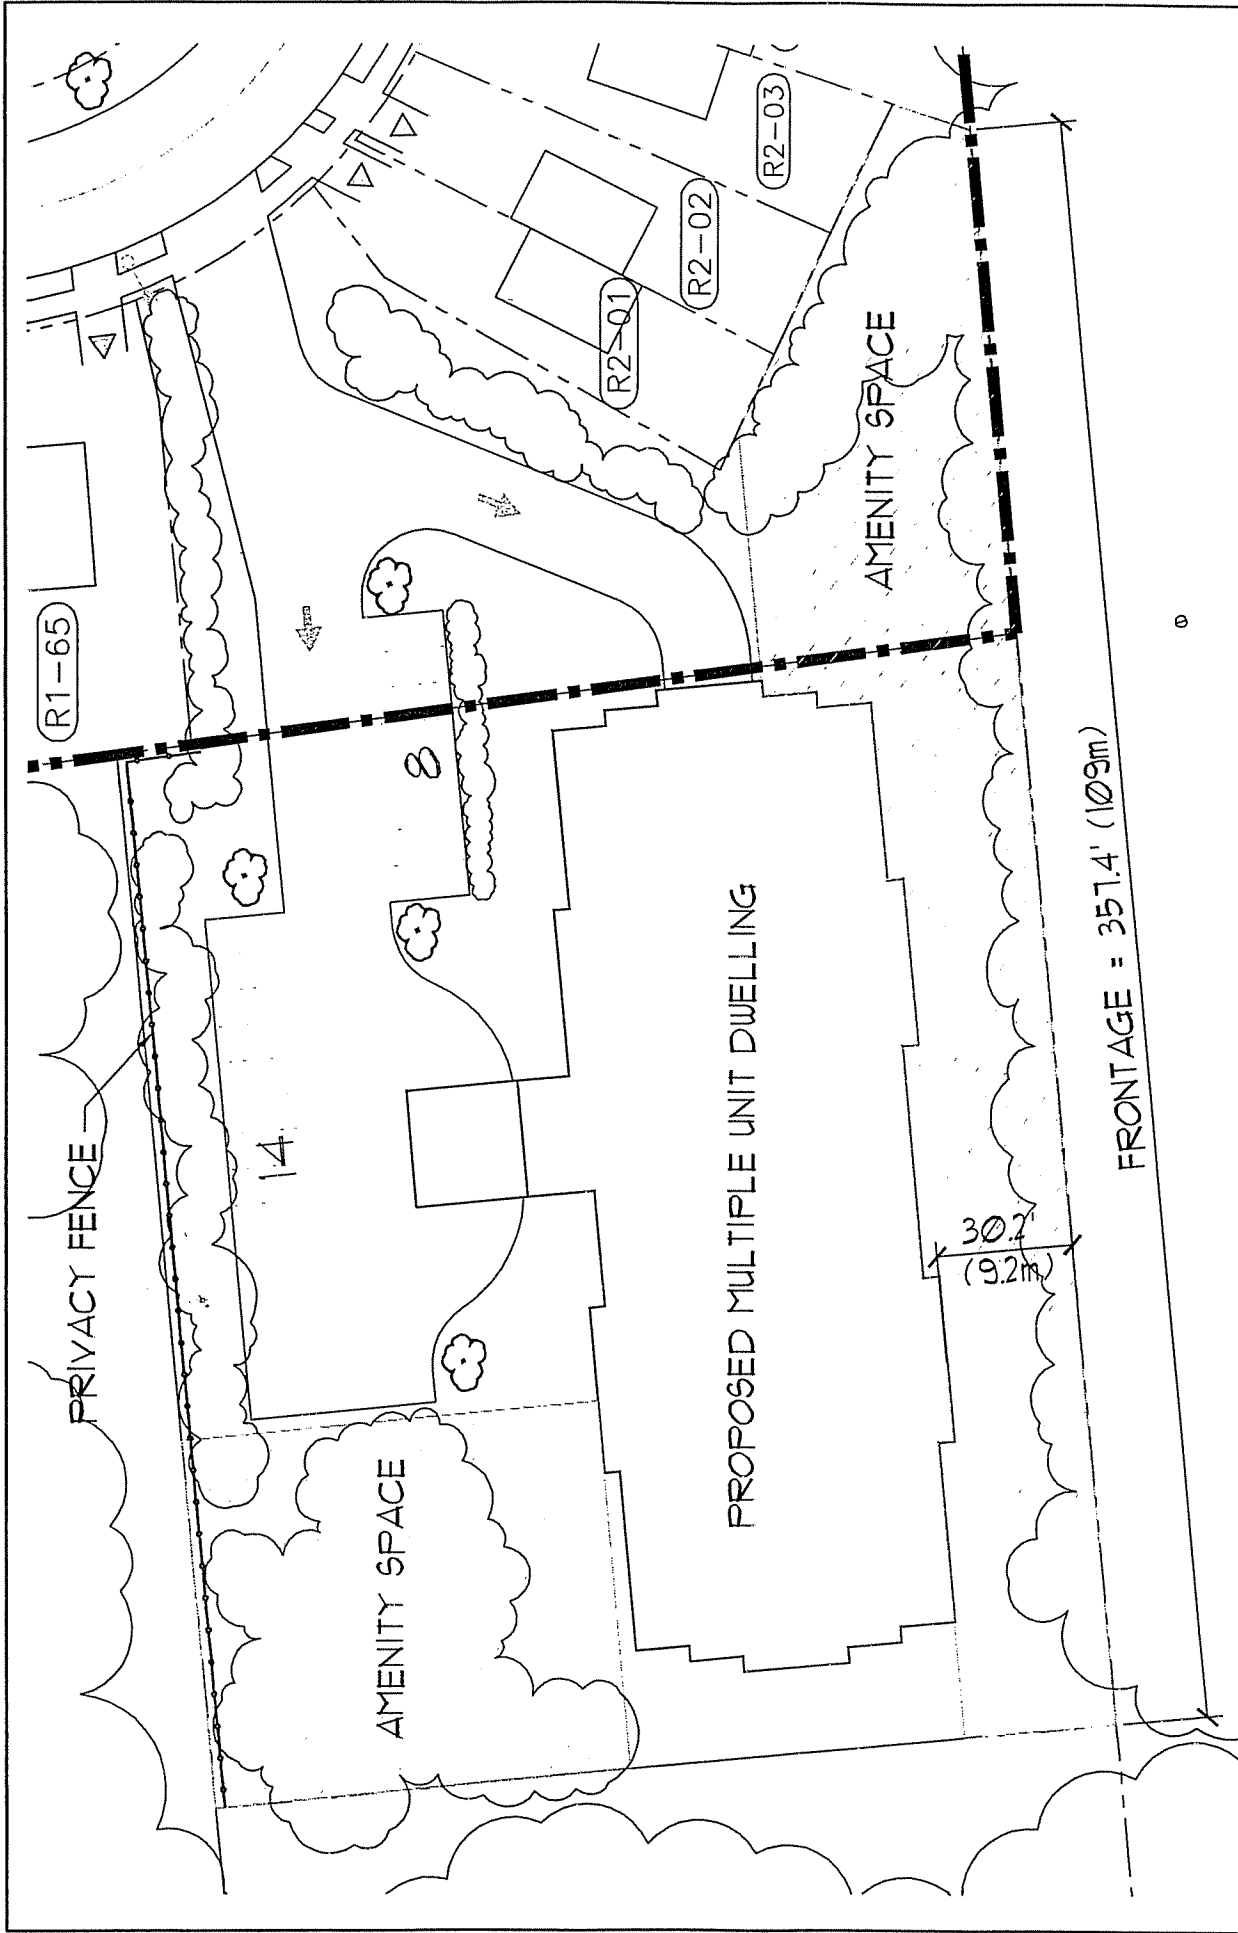 R2-03
R2-02
R2-01
R1-65
AMENITY SPACE
8
PRIVACY FENCE
14
PROPOSED MULTIPLE UNIT DWELLING
FRONTAGE = 357.4' (109m)
30.2'
(9.2m)
AMENITY SPACE